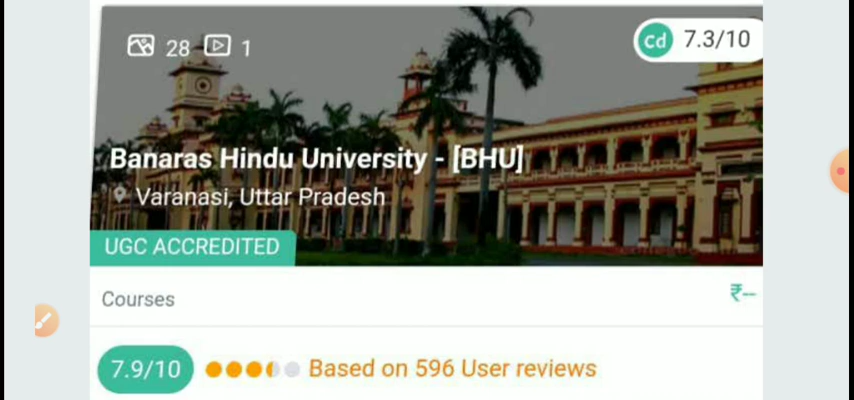 28 1
cd 7.3/10
Banaras Hindu University - [BHU]
Varanasi, Uttar Pradesh
UGC ACCREDITED
Courses
₹--
7.9/10 Based on 596 User reviews